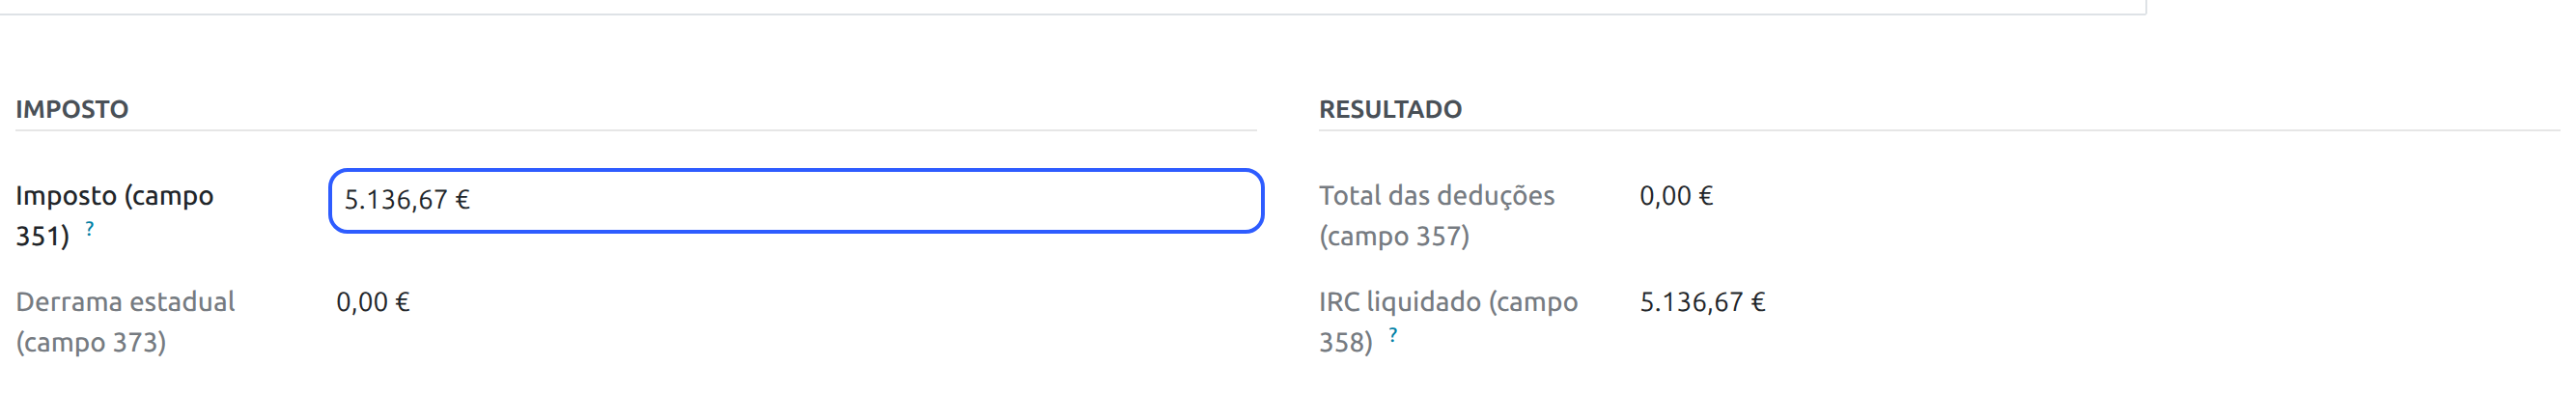 IMPOSTO
Imposto (campo
351) ?
5.136,67 €
Derrama estadual
(campo 373)
0,00 €
RESULTADO
Total das deduções
(campo 357)
0,00 €
IRC liquidado (campo
358) ?
5.136,67 €